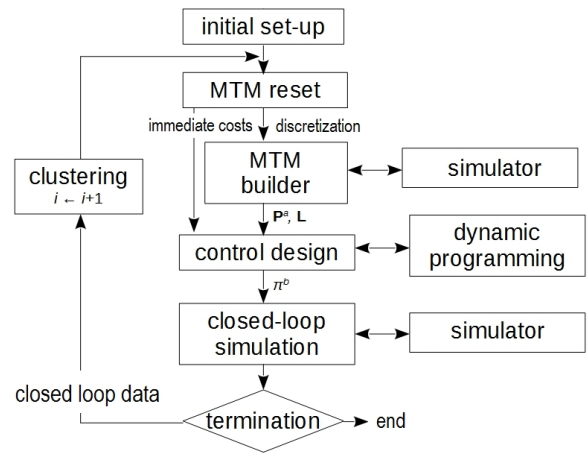 initial set-up
MTM reset
immediate costs
discretization
MTM
builder
simulator
clustering
i ← i+1
Pᵃ, L
control design
dynamic
programming
πᵇ
closed-loop
simulation
simulator
closed loop data
termination
end